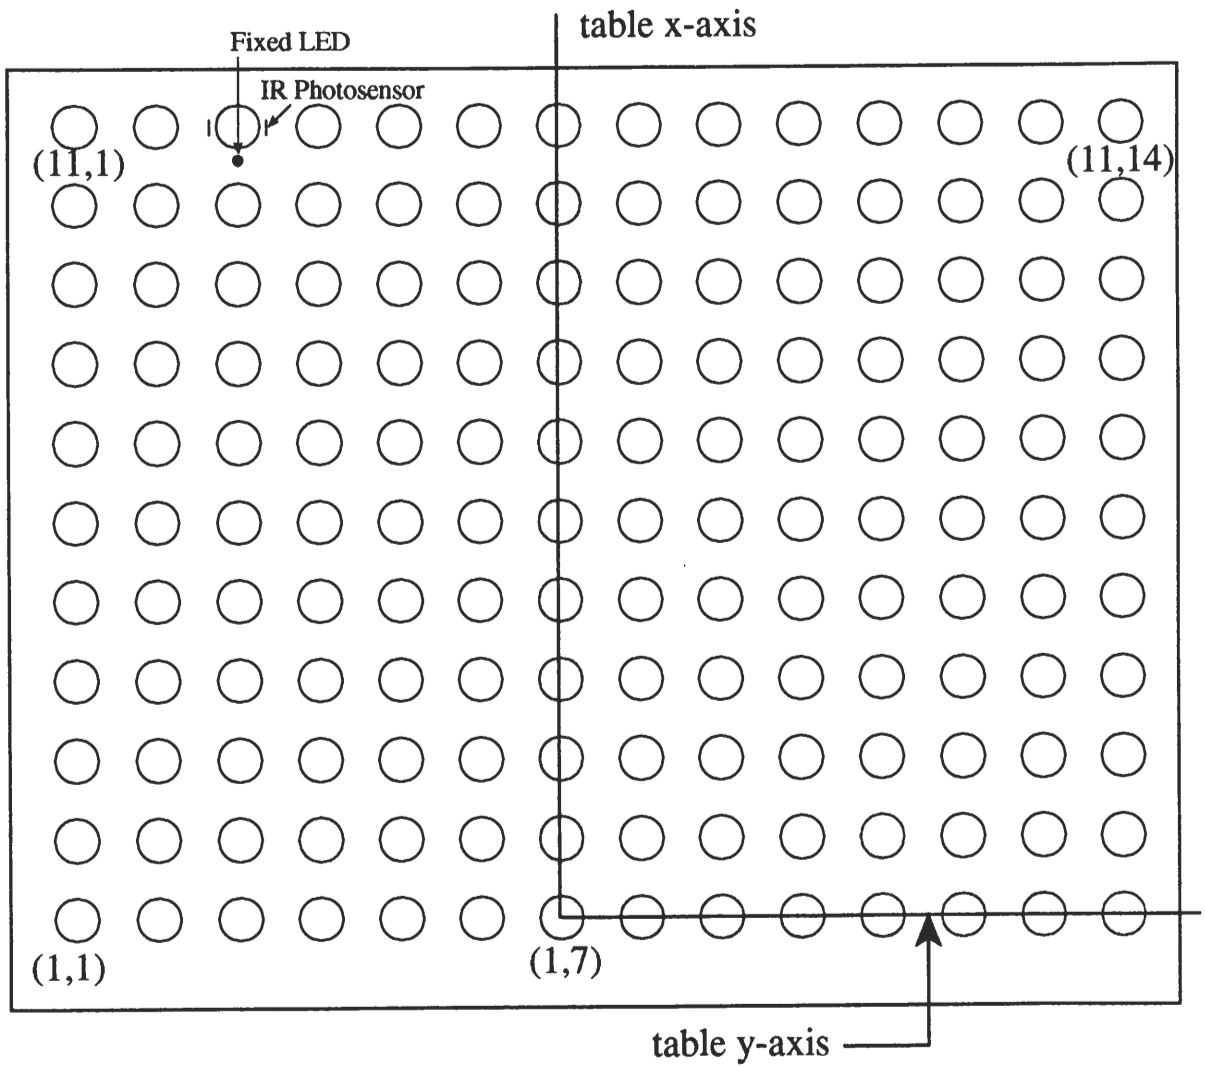 table x-axis
Fixed LED
IR Photosensor
(11,1)
(11,14)
(1,1)
(1,7)
table y-axis